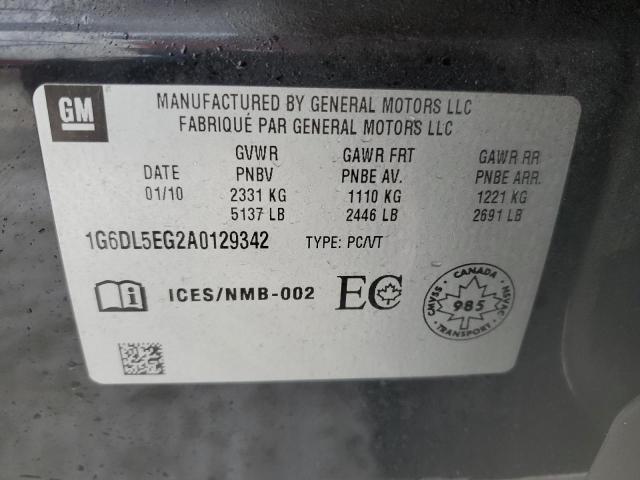 GM
MANUFACTURED BY GENERAL MOTORS LLC
FABRIQUÉ PAR GENERAL MOTORS LLC
GVWR GAWR FRT GAWR RR
DATE PNBV PNBE AV. PNBE ARR.
01/10 2331 KG 1110 KG 1221 KG
5137 LB 2446 LB 2691 LB
1G6DL5EG2A0129342 TYPE: PC/VT
i ICES/NMB-002 EC
CANADA
CMVSS 985 NSVAC
TRANSPORT